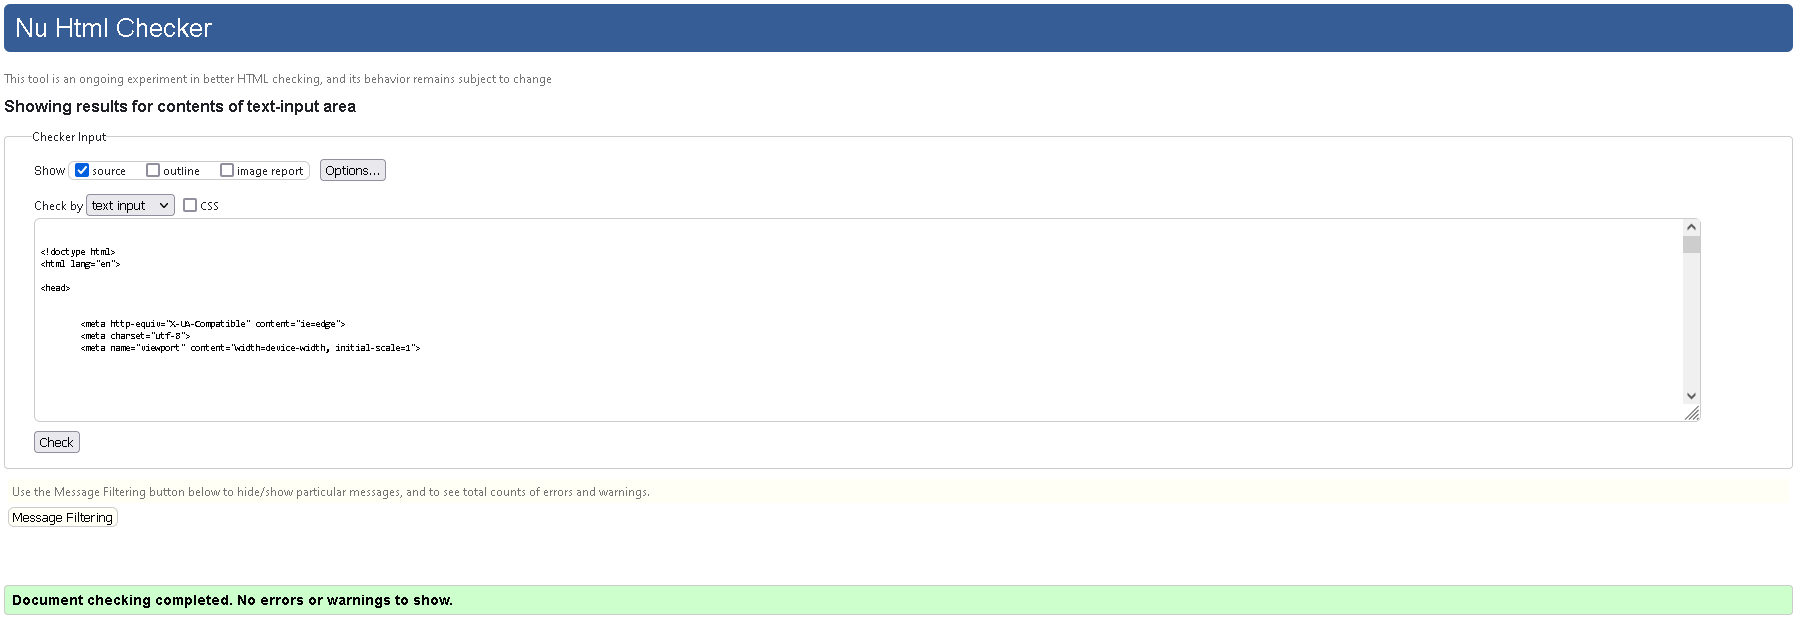 Nu Html Checker
This tool is an ongoing experiment in better HTML checking, and its behavior remains subject to change
Showing results for contents of text-input area
Checker Input
Show source outline image report Options...
Check by text input CSS
<!doctype html>
<html lang="en">
<head>
<meta http-equiv="X-UA-Compatible" content="ie=edge">
<meta charset="utf-8">
<meta name="viewport" content="width=device-width, initial-scale=1">
Check
Use the Message Filtering button below to hide/show particular messages, and to see total counts of errors and warnings.
Message Filtering
Document checking completed. No errors or warnings to show.